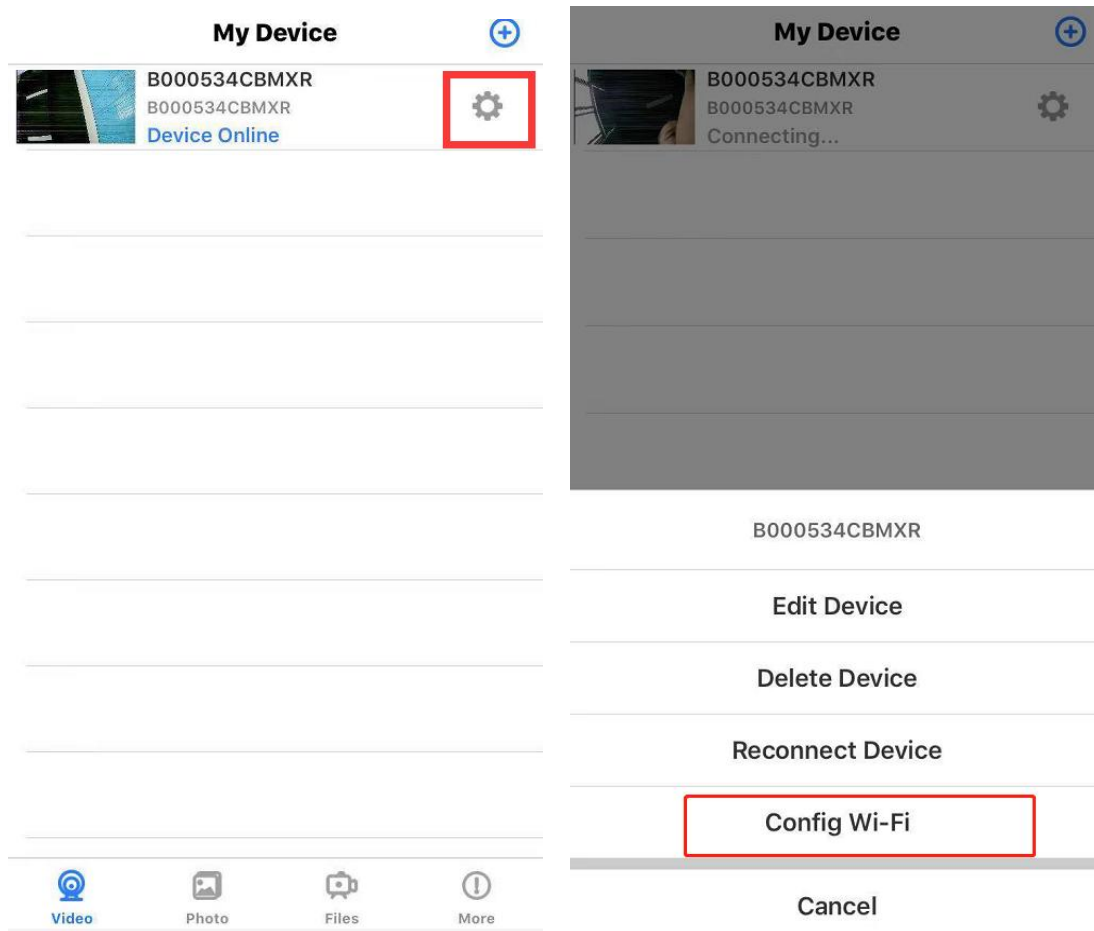 My Device
B000534CBMXR
B000534CBMXR
Device Online
Video
Photo
Files
More
My Device
B000534CBMXR
B000534CBMXR
Connecting...
B000534CBMXR
Edit Device
Delete Device
Reconnect Device
Config Wi-Fi
Cancel